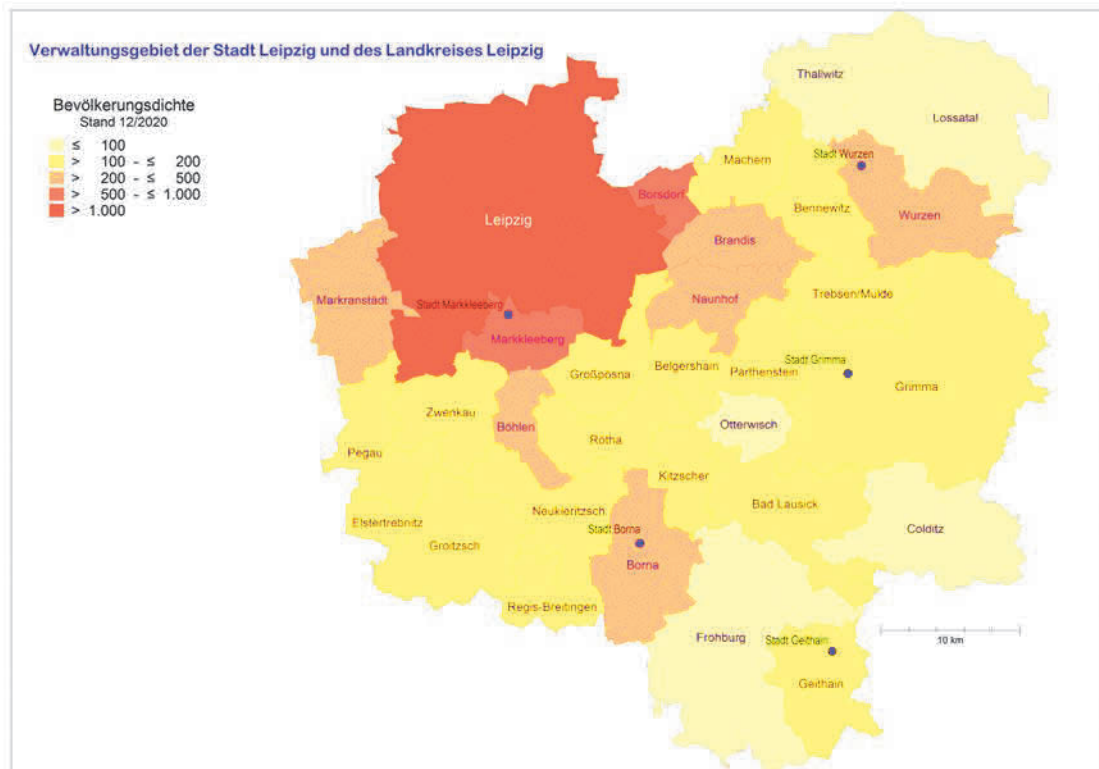 Verwaltungsgebiet der Stadt Leipzig und des Landkreises Leipzig
Bevölkerungsdichte
Stand 12/2020
≤ 100
> 100 - ≤ 200
> 200 - ≤ 500
> 500 - ≤ 1.000
> 1.000
Thallwitz
Lossatal
Machern
Stadt Wurzen
Borsdorf
Bennewitz
Wurzen
Leipzig
Brandis
Markranstädt
Stadt Markkleeberg
Naunhof
Trebsen/Mulde
Markkleeberg
Großpösna
Belgershain
Parthenstein
Stadt Grimma
Grimma
Zwenkau
Böhlen
Rötha
Otterwisch
Pegau
Kitzscher
Bad Lausick
Elstertrebnitz
Neukieritzsch
Stadt Borna
Colditz
Groitzsch
Borna
Regis-Breitingen
Frohburg
Stadt Geithain
10 km
Geithain